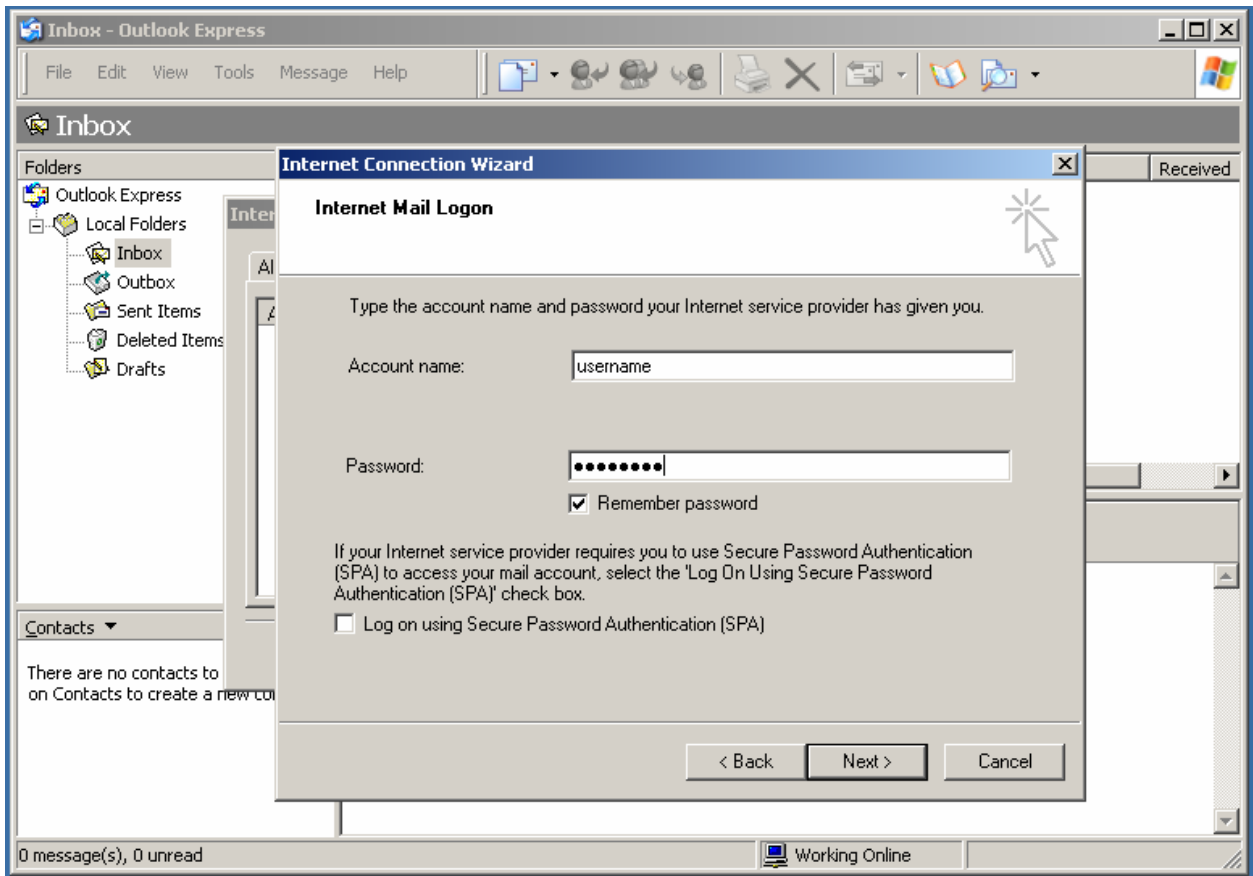 Inbox - Outlook Express
File Edit View Tools Message Help
Inbox
Folders
Received
Outlook Express
Local Folders
Inbox
Outbox
Sent Items
Deleted Items
Drafts
Inter
Al
A
Internet Connection Wizard
Internet Mail Logon
Type the account name and password your Internet service provider has given you.
Account name: username
Password: ●●●●●●●●
Remember password
If your Internet service provider requires you to use Secure Password Authentication
(SPA) to access your mail account, select the 'Log On Using Secure Password
Authentication (SPA)' check box.
Log on using Secure Password Authentication (SPA)
< Back Next > Cancel
Contacts
There are no contacts to
on Contacts to create a new co
0 message(s), 0 unread
Working Online